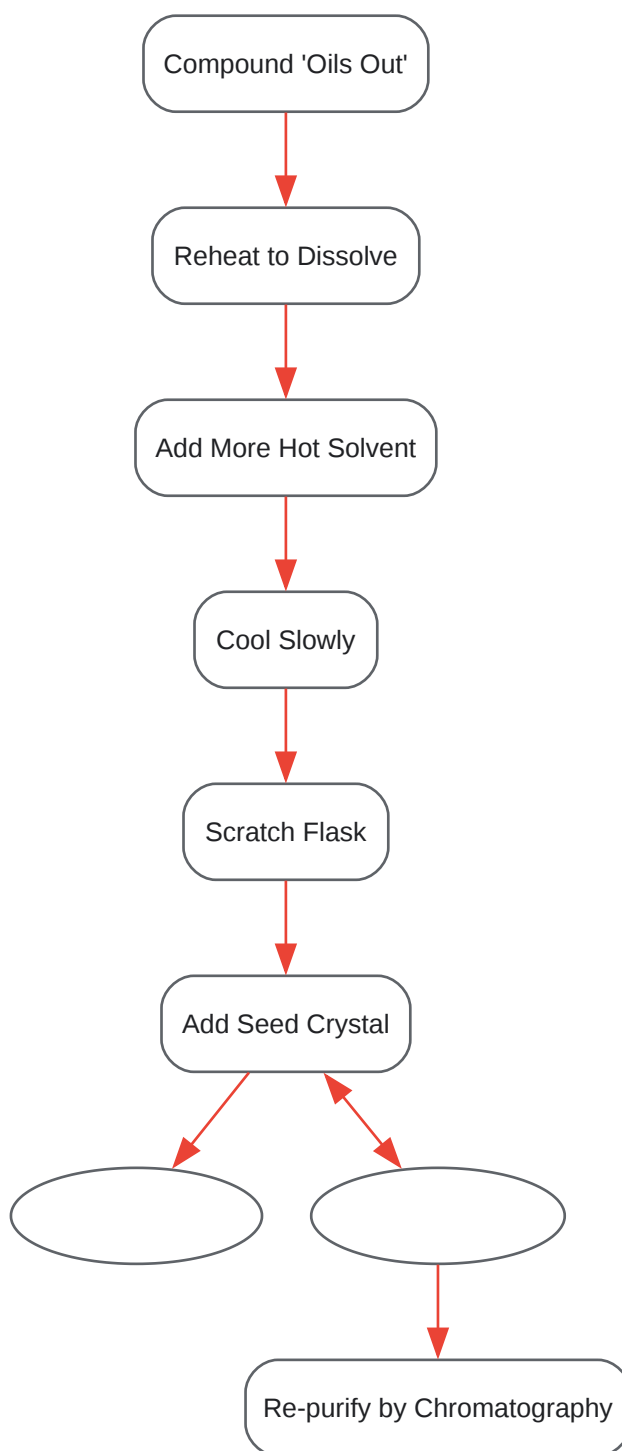 Compound 'Oils Out'
Reheat to Dissolve
Add More Hot Solvent
Cool Slowly
Scratch Flask
Add Seed Crystal
Re-purify by Chromatography